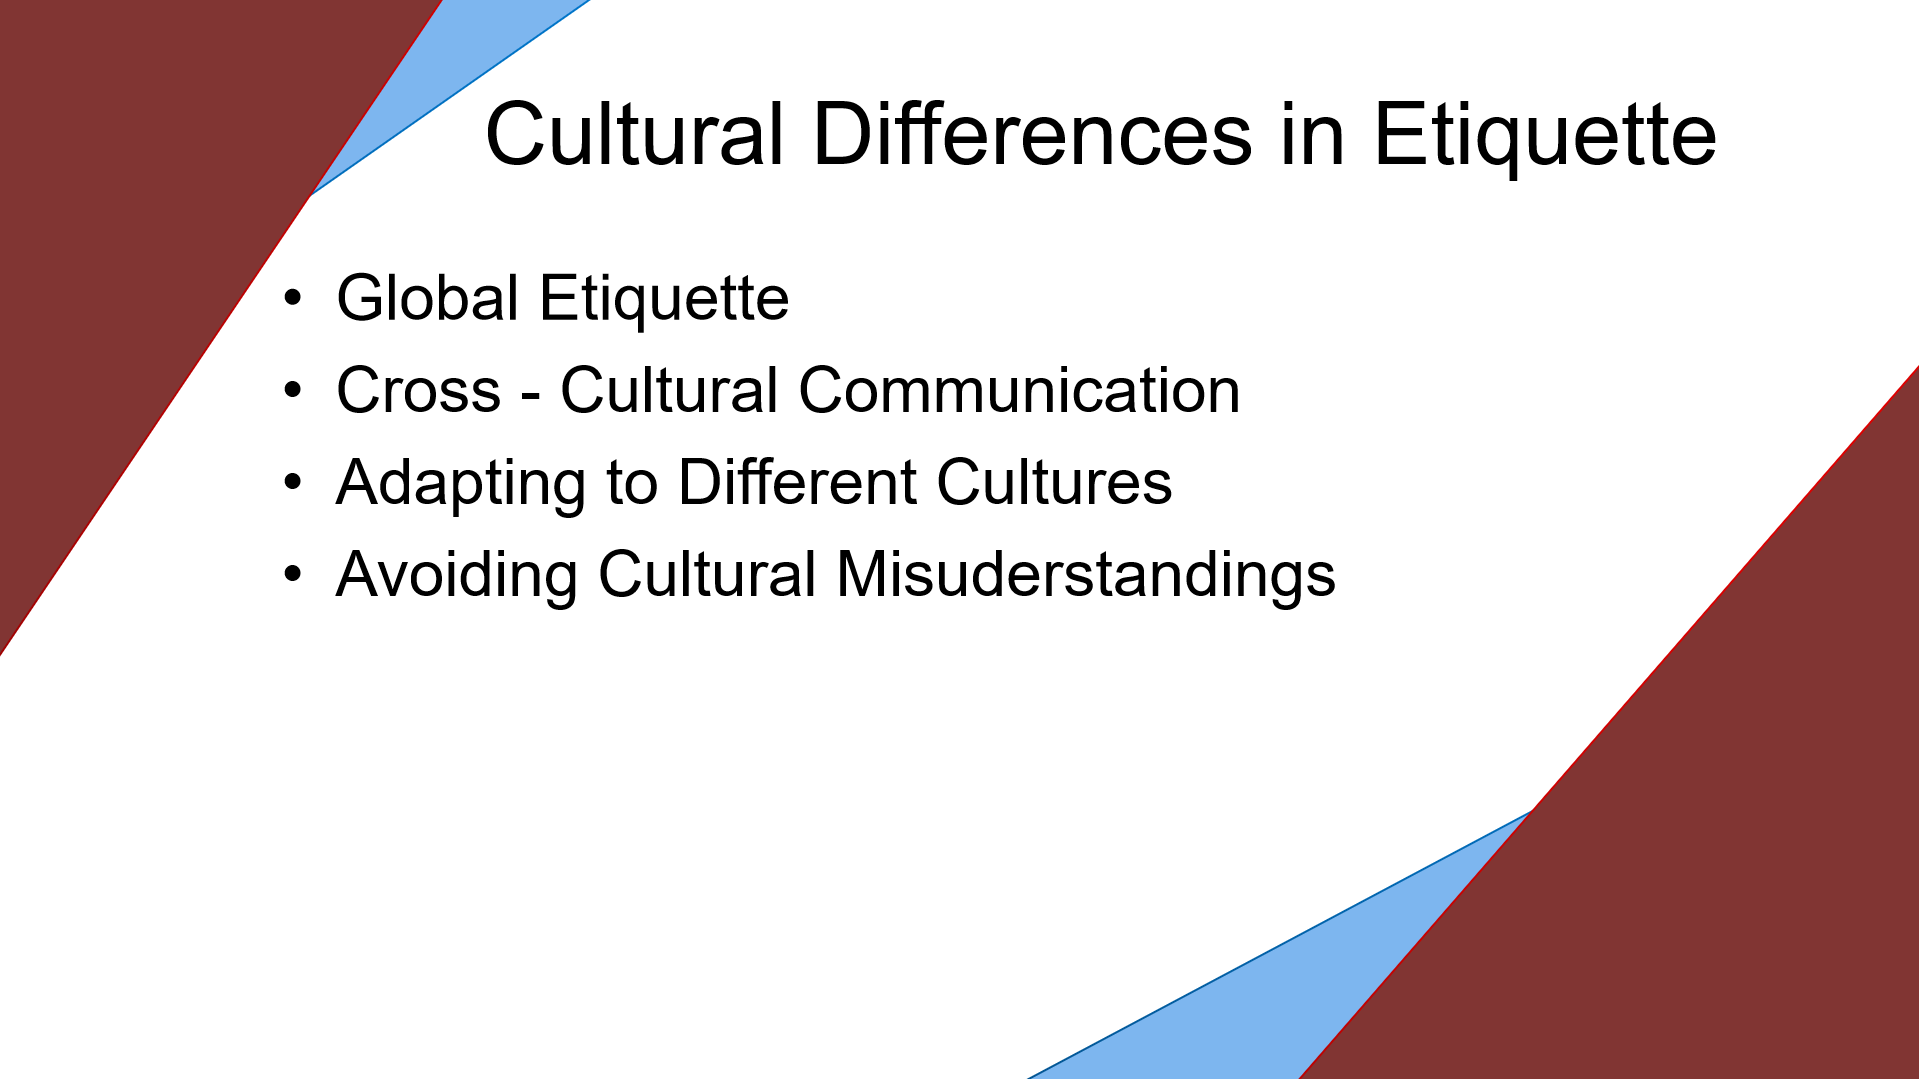 Cultural Differences in Etiquette
• Global Etiquette
• Cross - Cultural Communication
• Adapting to Different Cultures
• Avoiding Cultural Misuderstandings